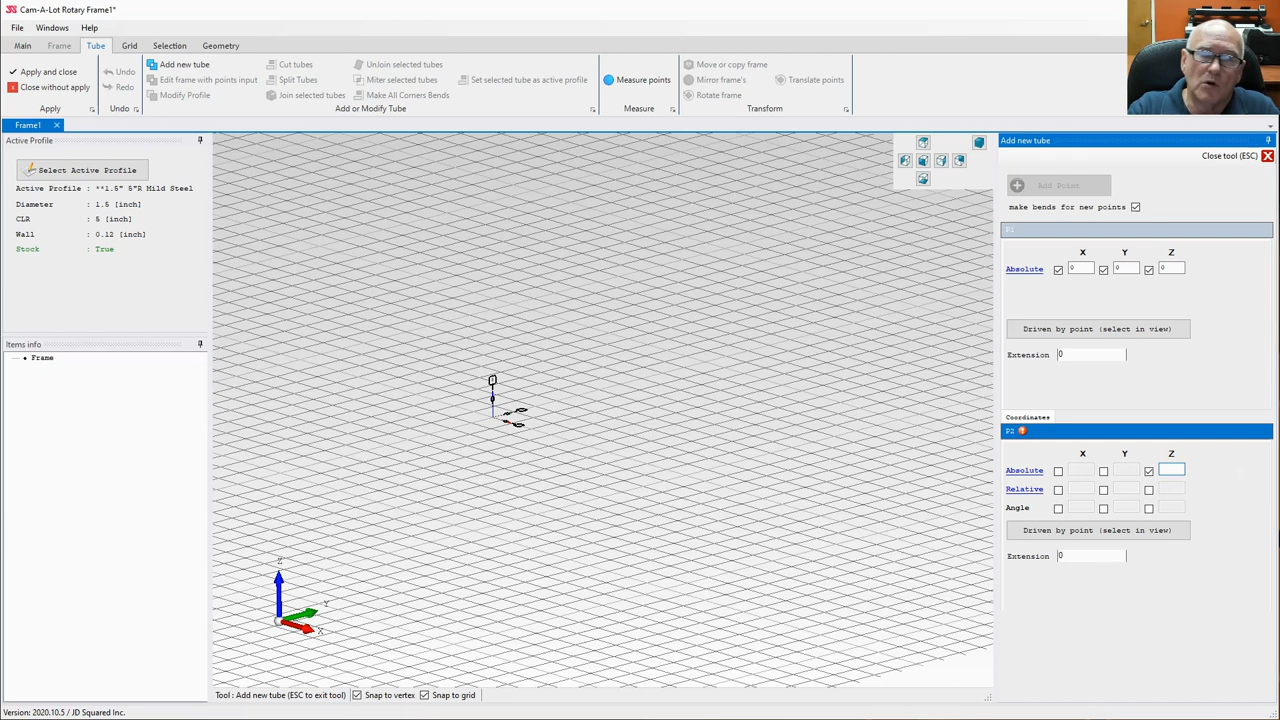 Cam-A-Lot Rotary Frame1*
File Windows Help
Main Frame Tube Grid Selection Geometry
Apply and close
Close without apply
Apply
Undo
Redo
Undo
Add new tube
Edit frame with points input
Modify Profile
Cut tubes
Split Tubes
Join selected tubes
UnJoin selected tubes
Miter selected tubes
Make All Corners Bends
Set selected tube as active profile
Add or Modify Tube
Measure points
Measure
Move or copy frame
Mirror frame's
Rotate frame
Translate points
Transform
Frame1
Active Profile
Select Active Profile
Active Profile : **1.5" 5"R Mild Steel
Diameter : 1.5 [inch]
CLR : 5 [inch]
Wall : 0.12 [inch]
Stock : True
Items info
Frame
Z
Y
X
Tool : Add new tube (ESC to exit tool) Snap to vertex Snap to grid
Add new tube
Close tool (ESC)
Add Point
make bends for new points
P1
X Y Z
Absolute 0 0 0
Driven by point (select in view)
Extension 0
Coordinates
P2
X Y Z
Absolute
Relative
Angle
Driven by point (select in view)
Extension 0
Version: 2020.10.5 / JD Squared Inc.